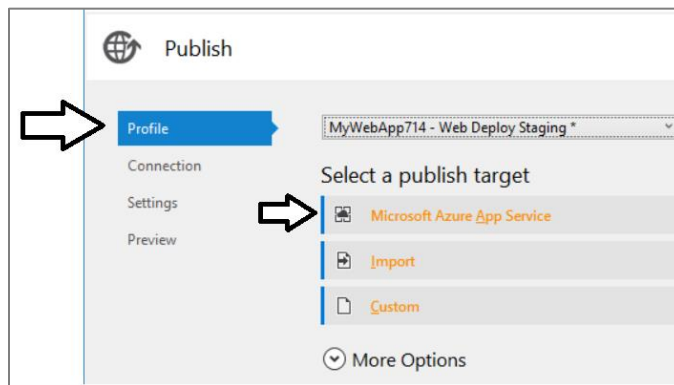 Publish
Profile
Connection
Settings
Preview
MyWebApp714 - Web Deploy Staging *
Select a publish target
Microsoft Azure App Service
Import
Custom
More Options